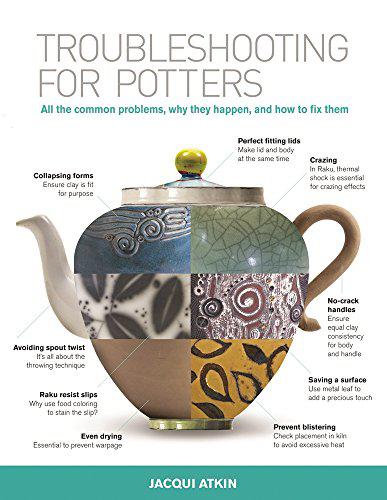 TROUBLESHOOTING
FOR POTTERS
All the common problems, why they happen, and how to fix them
Perfect fitting lids
Make lid and body
at the same time
Crazing
In Raku, thermal
shock is essential
for crazing effects
Collapsing forms
Ensure clay is fit
for purpose
No-crack
handles
Ensure
equal clay
consistency
for body
and handle
Avoiding spout twist
It's all about the
throwing technique
Saving a surface
Use metal leaf to
add a precious touch
Raku resist slips
Why use food coloring
to stain the slip?
Even drying
Essential to prevent warpage
Prevent blistering
Check placement in kiln
to avoid excessive heat
JACQUI ATKIN